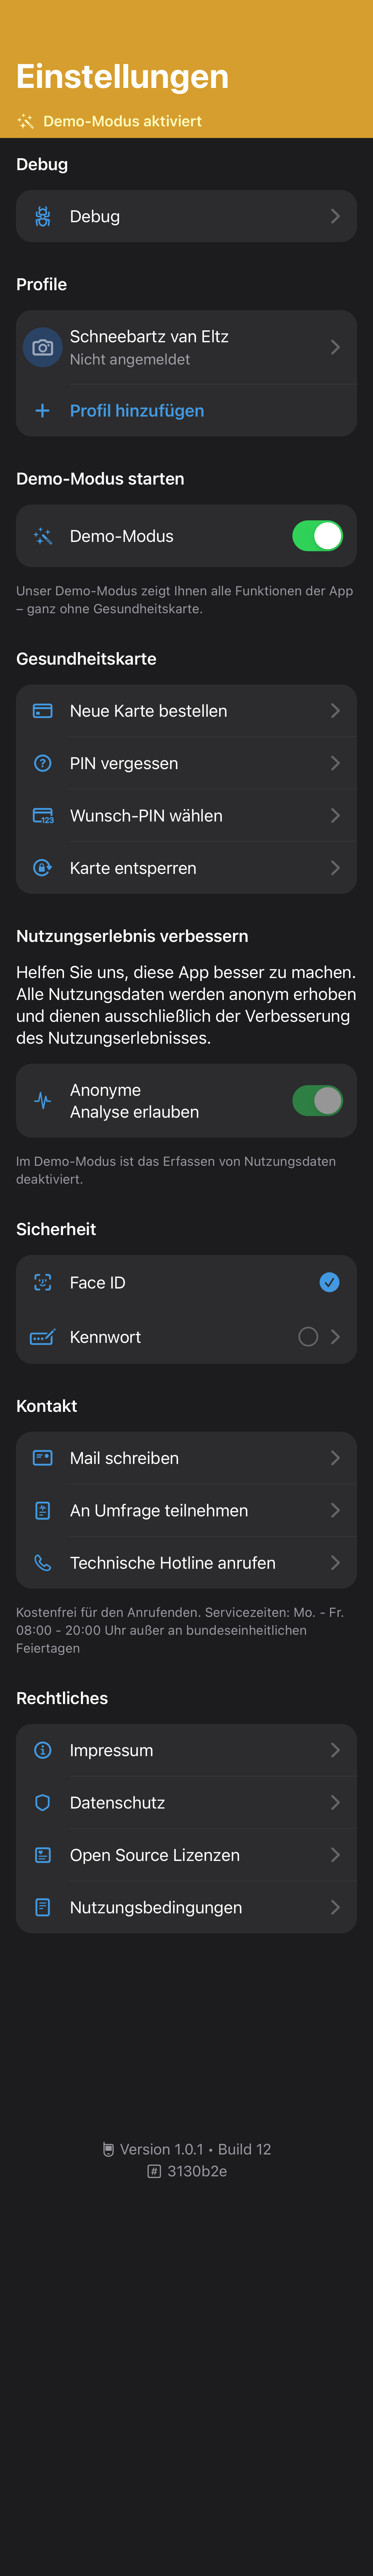 Einstellungen
Demo-Modus aktiviert
Debug
Debug
Profile
Schneebartz van Eltz
Nicht angemeldet
Profil hinzufügen
Demo-Modus starten
Demo-Modus
Unser Demo-Modus zeigt Ihnen alle Funktionen der App
– ganz ohne Gesundheitskarte.
Gesundheitskarte
Neue Karte bestellen
PIN vergessen
123
Wunsch-PIN wählen
Karte entsperren
Nutzungserlebnis verbessern
Helfen Sie uns, diese App besser zu machen.
Alle Nutzungsdaten werden anonym erhoben
und dienen ausschließlich der Verbesserung
des Nutzungserlebnisses.
Anonyme
Analyse erlauben
Im Demo-Modus ist das Erfassen von Nutzungsdaten
deaktiviert.
Sicherheit
Face ID
Kennwort
Kontakt
Mail schreiben
An Umfrage teilnehmen
Technische Hotline anrufen
Kostenfrei für den Anrufenden. Servicezeiten: Mo. - Fr.
08:00 - 20:00 Uhr außer an bundeseinheitlichen
Feiertagen
Rechtliches
Impressum
Datenschutz
Open Source Lizenzen
Nutzungsbedingungen
Version 1.0.1 • Build 12
# 3130b2e